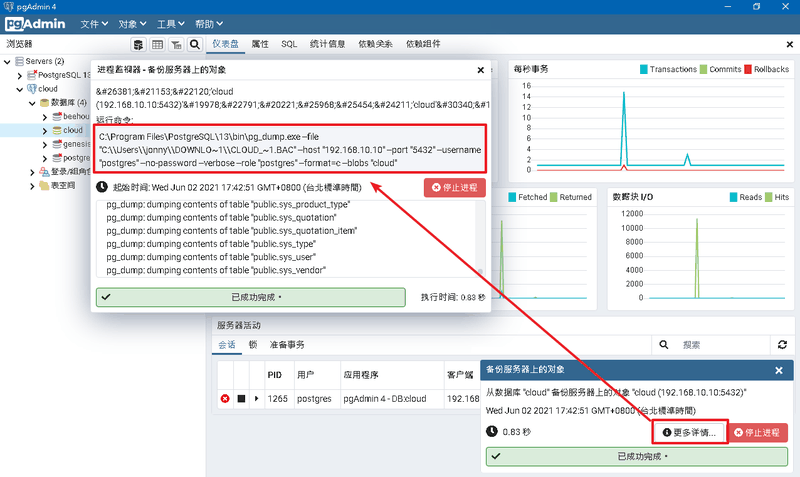 pgAdmin 4
pgAdmin
文件
对象
工具
帮助
浏览器
仪表盘
属性
SQL
统计信息
依赖关系
依赖组件
Servers (2)
PostgreSQL 13
cloud
数据库 (4)
beehou
cloud
genesis
postgre
登录/组角色
表空间
进程监视器 - 备份服务器上的对象
&#26381;&#21153;&#22120;'cloud
(192.168.10.10:5432)'&#19978;&#22791;&#20221;&#25968;&#25454;&#24211;'cloud'&#30340;&#1
运行命令:
C:\Program Files\PostgreSQL\13\bin\pg_dump.exe --file
"C:\\Users\\jonny\\DOWNLO~1\\CLOUD_~1.BAC" --host "192.168.10.10" --port "5432" --username
"postgres" --no-password --verbose --role "postgres" --format=c --blobs "cloud"
起始时间: Wed Jun 02 2021 17:42:51 GMT+0800 (台北標準時間)
停止进程
pg_dump: dumping contents of table "public.sys_product_type"
pg_dump: dumping contents of table "public.sys_quotation"
pg_dump: dumping contents of table "public.sys_quotation_item"
pg_dump: dumping contents of table "public.sys_type"
pg_dump: dumping contents of table "public.sys_user"
pg_dump: dumping contents of table "public.sys_vendor"
已成功完成。
执行时间: 0.83 秒
每秒事务
Transactions
Commits
Rollbacks
16
14
12
10
8
6
4
2
0
Fetched
Returned
数据块 I/O
Reads
Hits
12000
10000
8000
6000
4000
2000
0
服务器活动
会话
锁
准备事务
搜索
PID
用户
应用程序
客户端
1265
postgres
pgAdmin 4 - DB:cloud
192.168
备份服务器上的对象
从数据库 "cloud" 备份服务器上的对象 "cloud (192.168.10.10:5432)"
Wed Jun 02 2021 17:42:51 GMT+0800 (台北標準時間)
0.83 秒
更多详情...
停止进程
已成功完成。